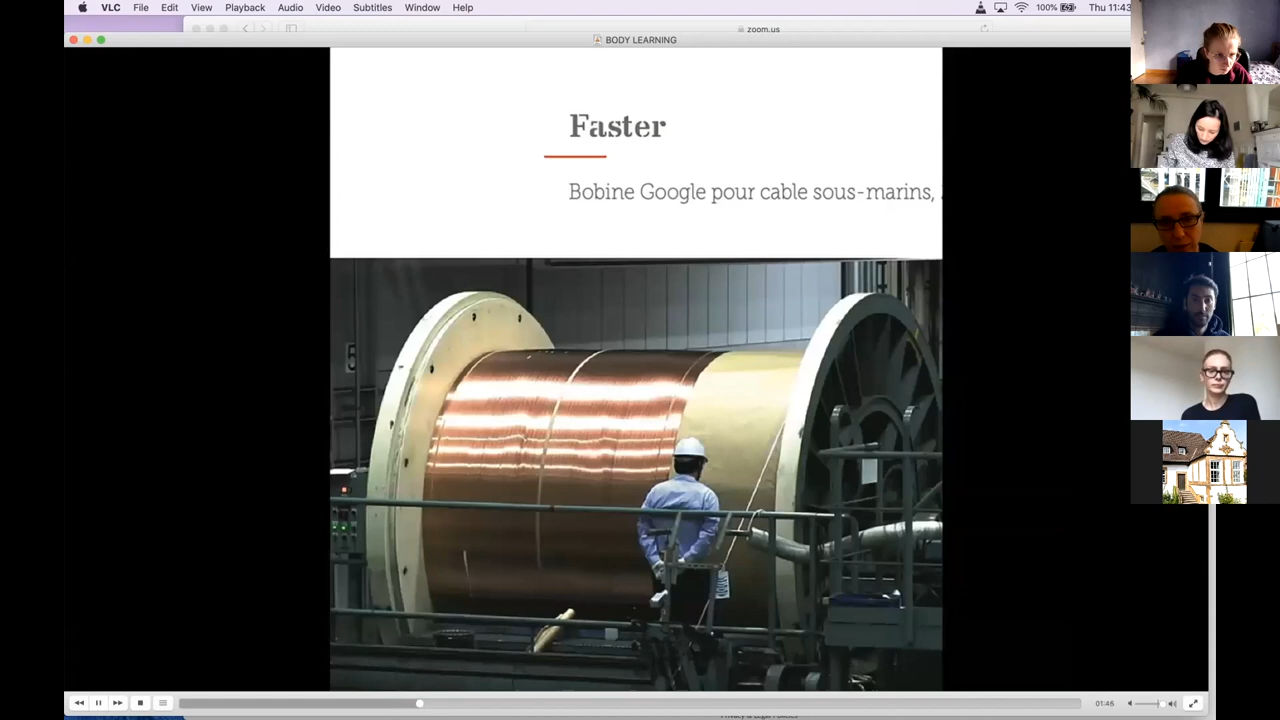 VLC File Edit View Playback Audio Video Subtitles Window Help 100% Thu 11:43
zoom.us
BODY LEARNING
Faster
Bobine Google pour cable sous-marins,
01:46